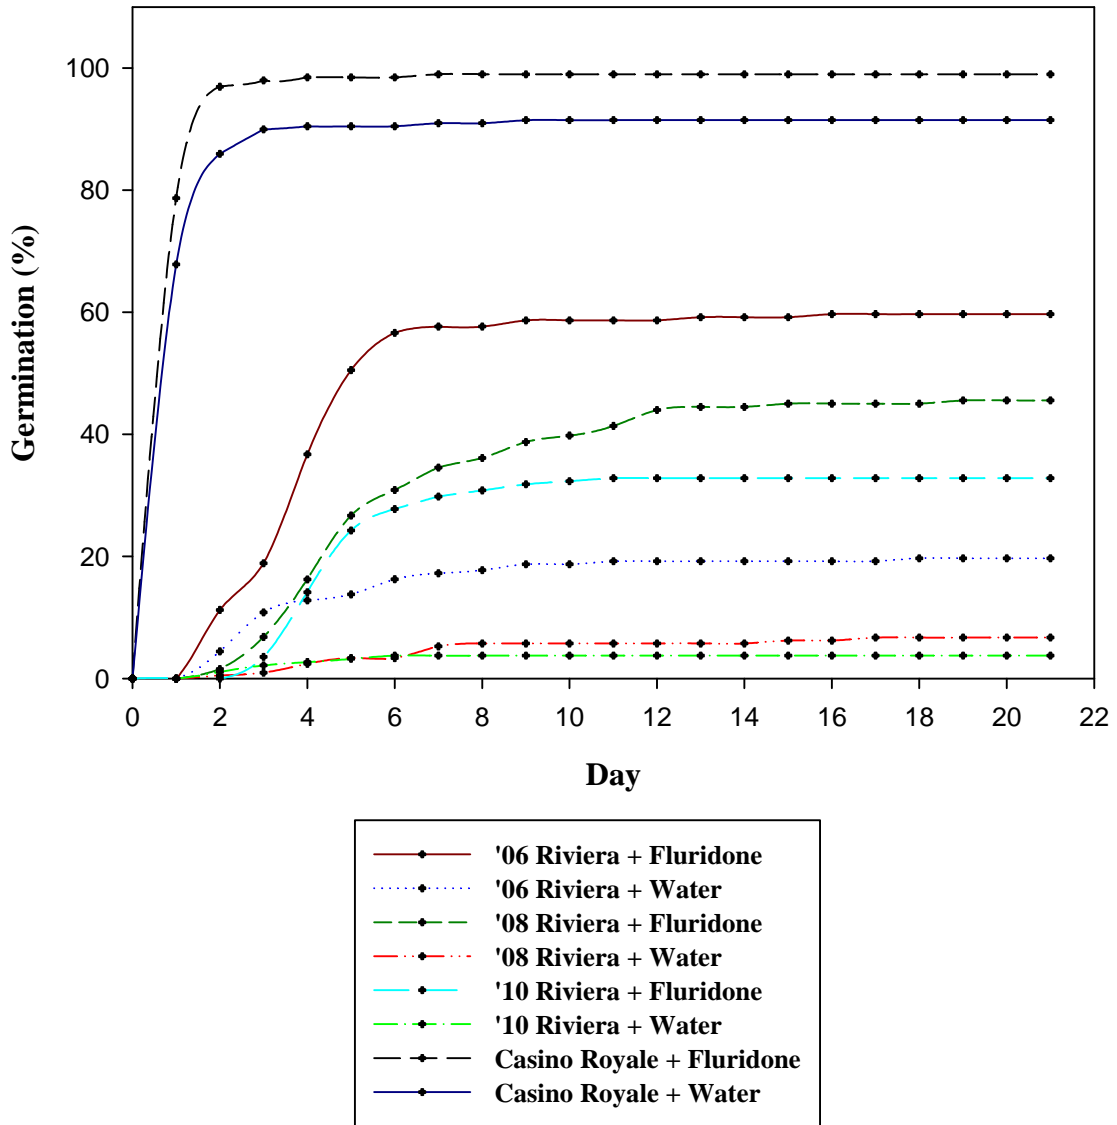 100
80
60
40
20
0
Germination (%)
0 2 4 6 8 10 12 14 16 18 20 22
Day
'06 Riviera + Fluridone
'06 Riviera + Water
'08 Riviera + Fluridone
'08 Riviera + Water
'10 Riviera + Fluridone
'10 Riviera + Water
Casino Royale + Fluridone
Casino Royale + Water